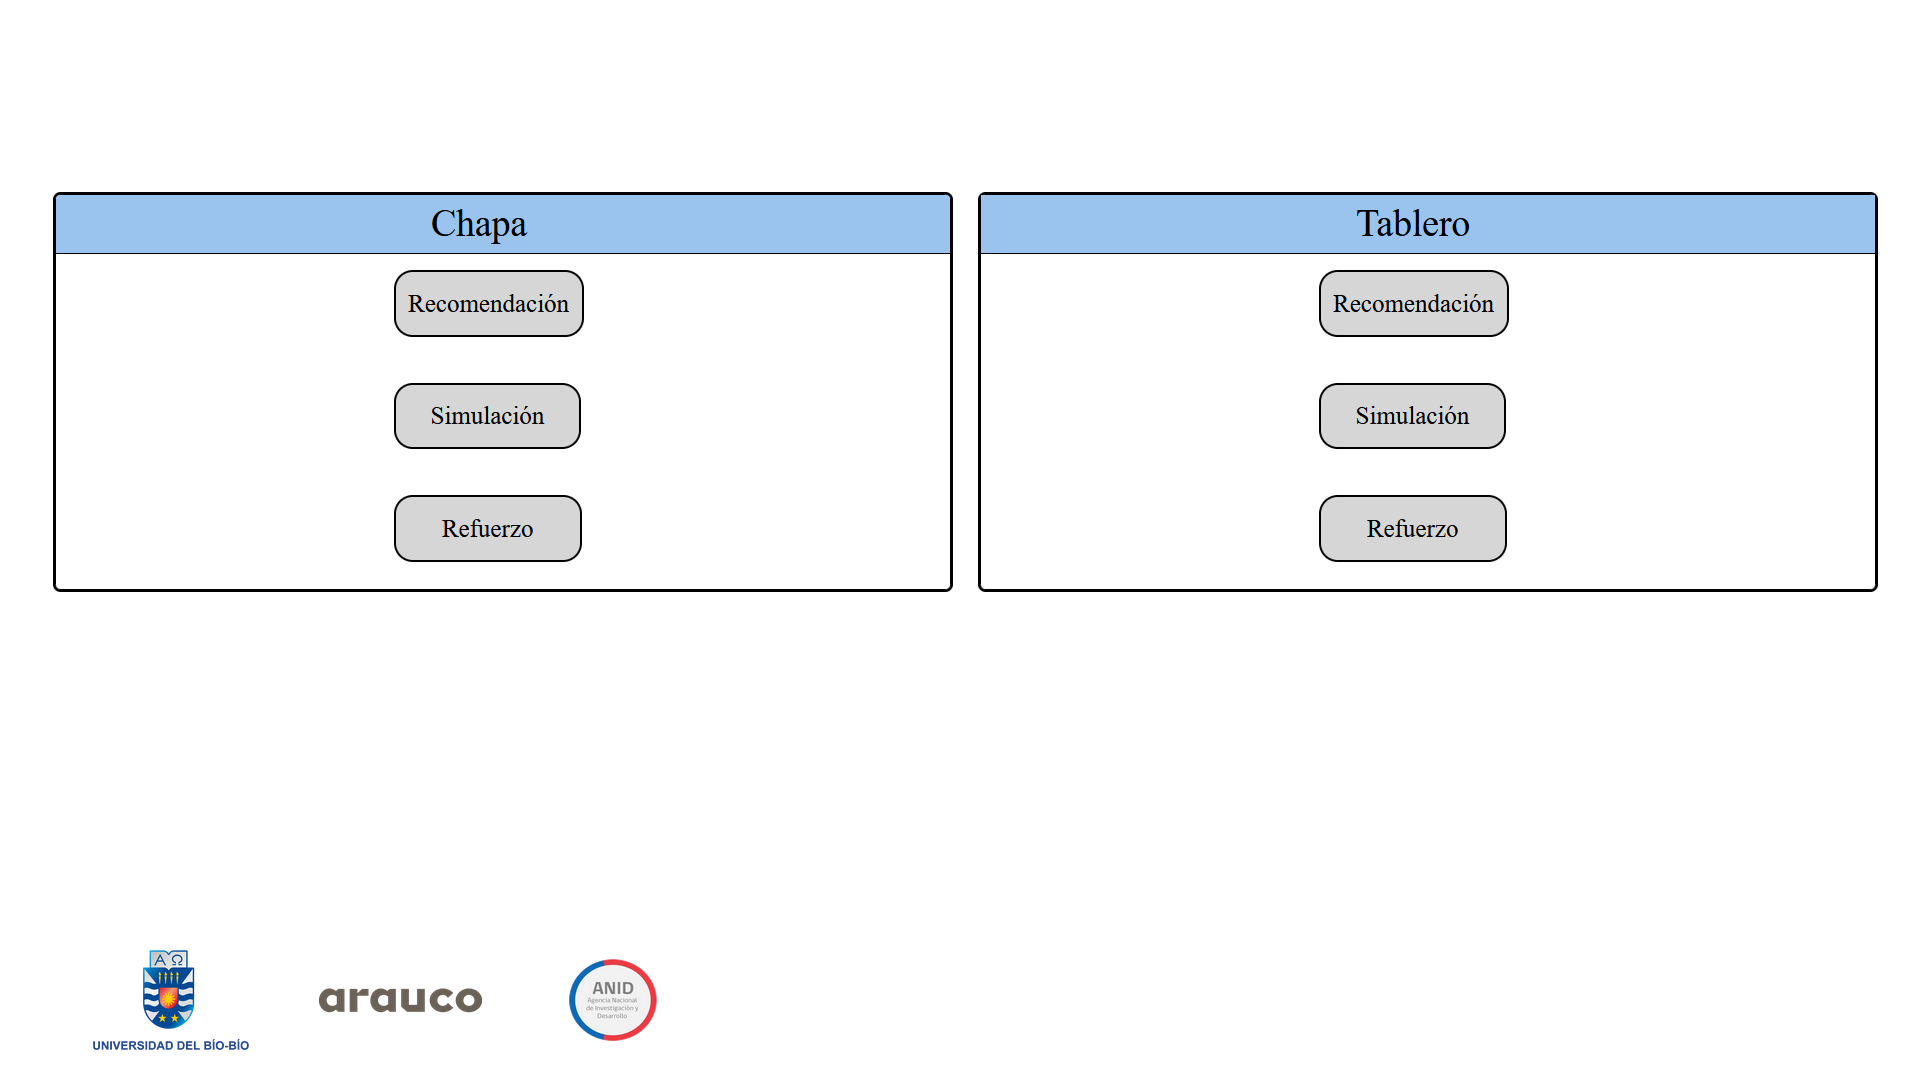 Chapa
Recomendación
Simulación
Refuerzo
Tablero
Recomendación
Simulación
Refuerzo
ΑΩ
UNIVERSIDAD DEL BÍO-BÍO
arauco
ANID
Agencia Nacional
de Investigación y
Desarrollo